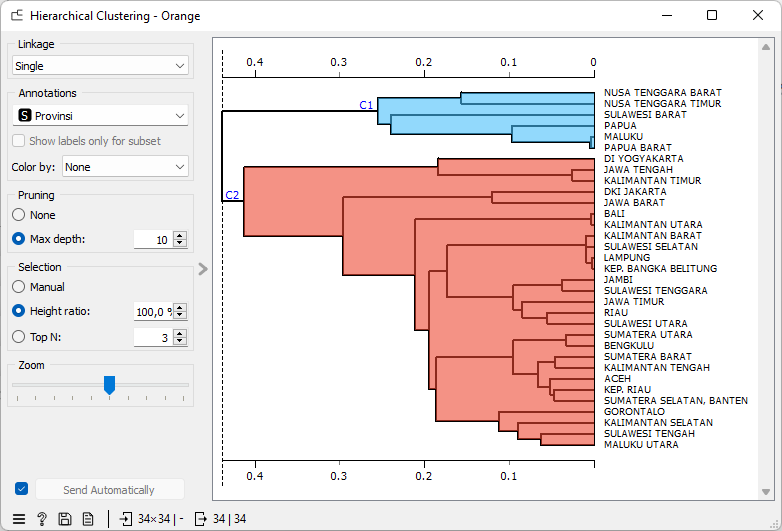 Hierarchical Clustering - Orange
Linkage
Single
Annotations
S Provinsi
Show labels only for subset
Color by: None
Pruning
None
Max depth: 10
Selection
Manual
Height ratio: 100,0 %
Top N: 3
Zoom
Send Automatically
0.4 0.3 0.2 0.1 0
C1
C2
NUSA TENGGARA BARAT
NUSA TENGGARA TIMUR
SULAWESI BARAT
PAPUA
MALUKU
PAPUA BARAT
DI YOGYAKARTA
JAWA TENGAH
KALIMANTAN TIMUR
DKI JAKARTA
JAWA BARAT
BALI
KALIMANTAN UTARA
KALIMANTAN BARAT
SULAWESI SELATAN
LAMPUNG
KEP. BANGKA BELITUNG
JAMBI
SULAWESI TENGGARA
JAWA TIMUR
RIAU
SULAWESI UTARA
SUMATERA UTARA
BENGKULU
SUMATERA BARAT
KALIMANTAN TENGAH
ACEH
KEP. RIAU
SUMATERA SELATAN, BANTEN
GORONTALO
KALIMANTAN SELATAN
SULAWESI TENGAH
MALUKU UTARA
0.4 0.3 0.2 0.1 0
34×34 | - 34 | 34